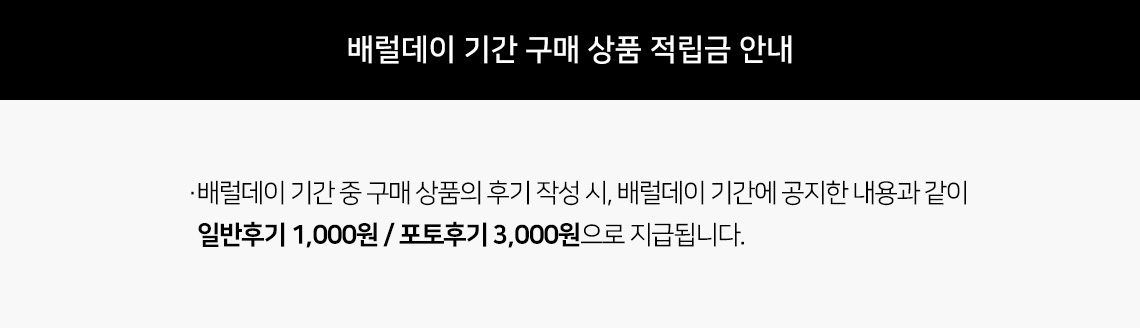 배럴데이 기간 구매 상품 적립금 안내
·배럴데이 기간 중 구매 상품의 후기 작성 시, 배럴데이 기간에 공지한 내용과 같이
일반후기 1,000원 / 포토후기 3,000원으로 지급됩니다.